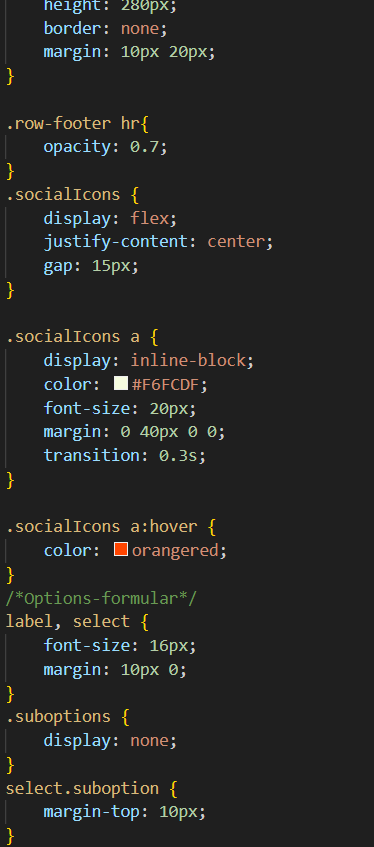 height: 280px;
border: none;
margin: 10px 20px;
}
.row-footer hr{
opacity: 0.7;
}
.socialIcons {
display: flex;
justify-content: center;
gap: 15px;
}
.socialIcons a {
display: inline-block;
color: #F6FCDF;
font-size: 20px;
margin: 0 40px 0 0;
transition: 0.3s;
}
.socialIcons a:hover {
color: orangered;
}
/*Options-formular*/
label, select {
font-size: 16px;
margin: 10px 0;
}
.suboptions {
display: none;
}
select.suboption {
margin-top: 10px;
}